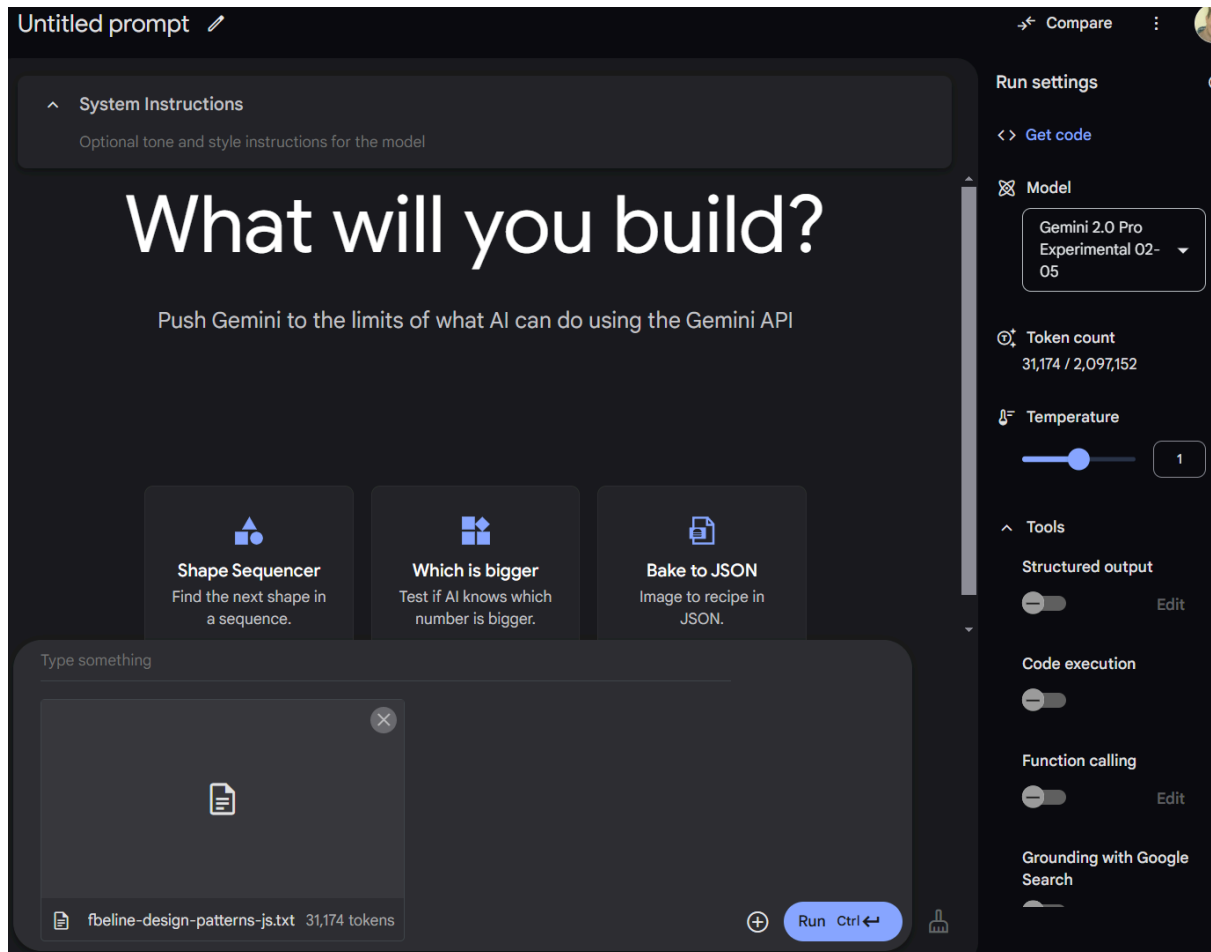 Untitled prompt
Compare
System Instructions
Optional tone and style instructions for the model
What will you build?
Push Gemini to the limits of what AI can do using the Gemini API
Shape Sequencer
Find the next shape in
a sequence.
Which is bigger
Test if AI knows which
number is bigger.
Bake to JSON
Image to recipe in
JSON.
Type something
fbeline-design-patterns-js.txt 31,174 tokens
Run Ctrl
Run settings
Get code
Model
Gemini 2.0 Pro
Experimental 02-
05
Token count
31,174 / 2,097,152
Temperature
1
Tools
Structured output
Edit
Code execution
Function calling
Edit
Grounding with Google
Search